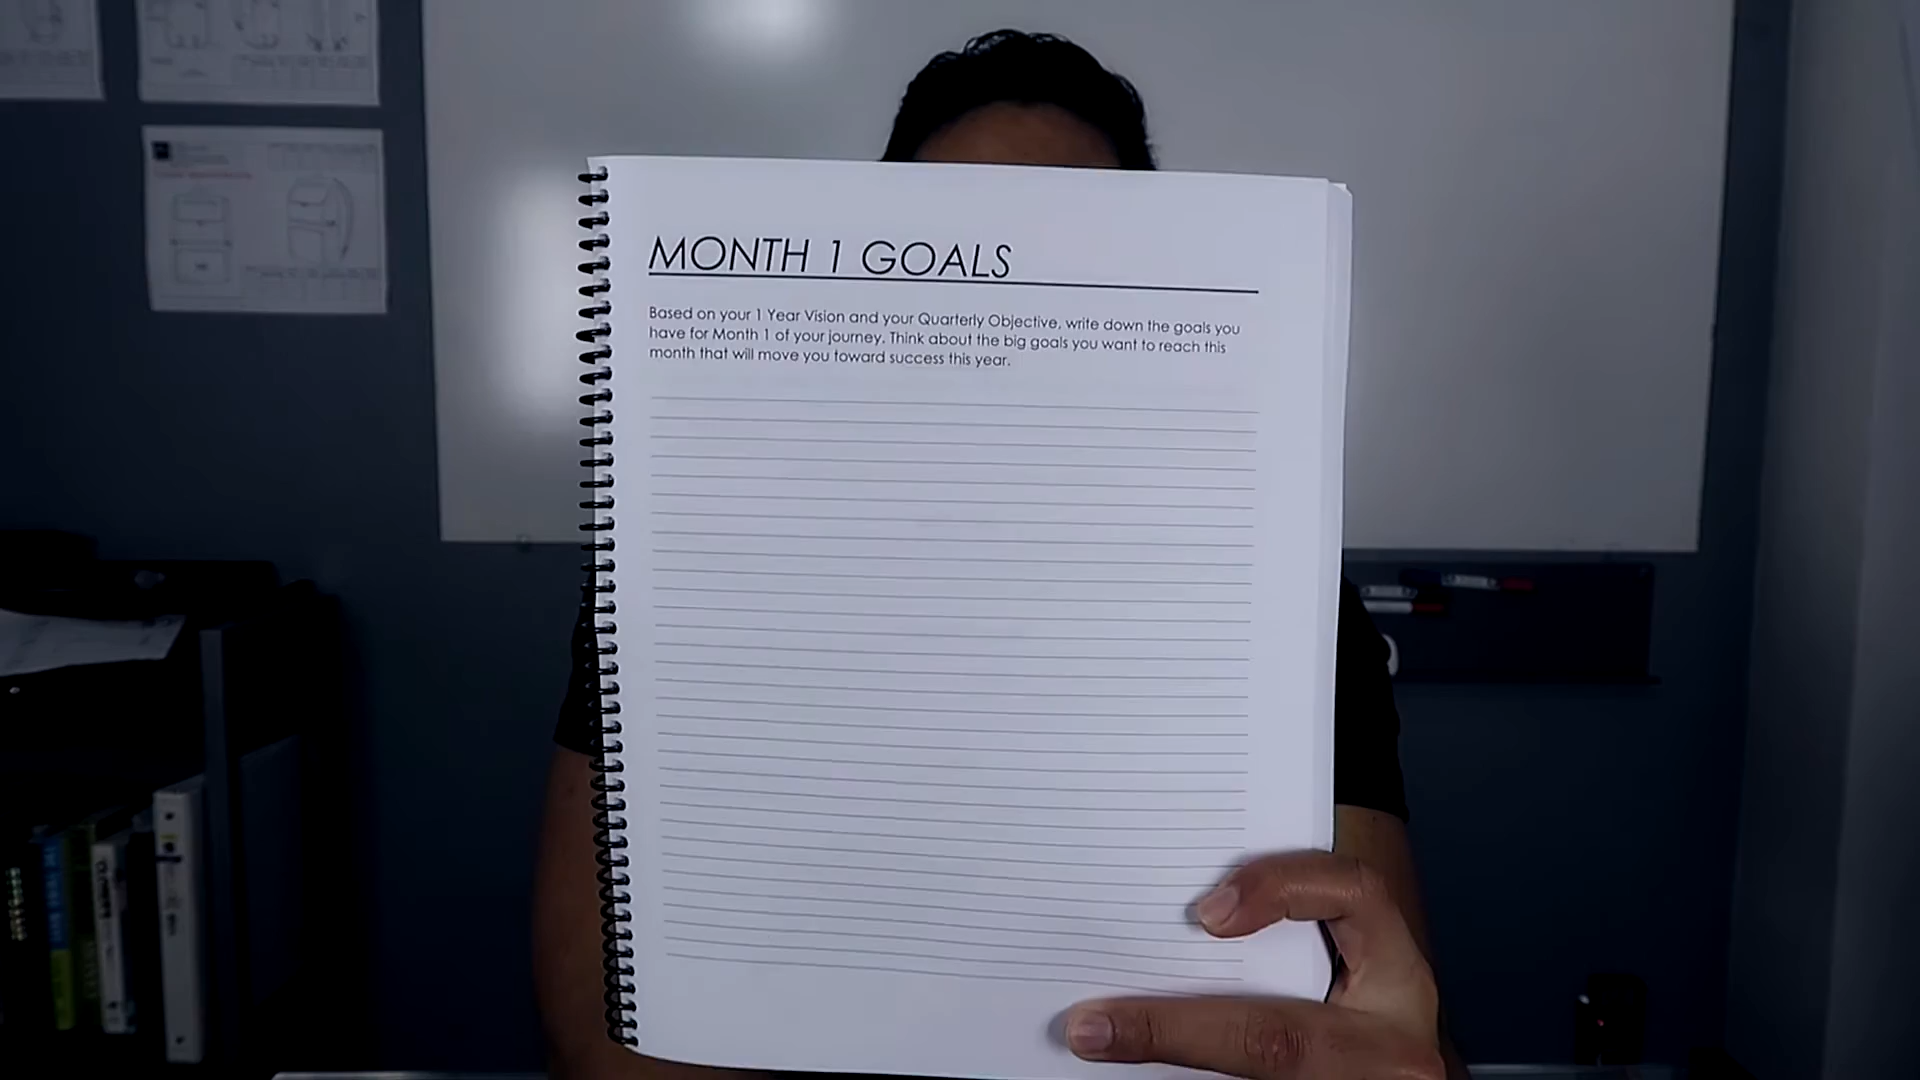 MONTH 1 GOALS
Based on your 1 Year Vision and your Quarterly Objective, write down the goals you
have for Month 1 of your journey. Think about the big goals you want to reach this
month that will move you toward success this year.